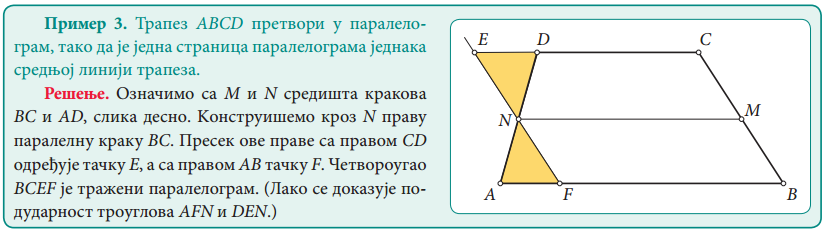 Пример 3. Трапез ABCD претвори у паралело-
грам, тако да је једна страница паралелограма једнака
средњој линији трапеза.
Решење. Означимо са M и N средишта кракова
BC и AD, слика десно. Конструишемо кроз N праву
паралелну краку BC. Пресек ове праве са правом CD
одређује тачку E, а са правом AB тачку F. Четвороугао
BCEF је тражени паралелограм. (Лако се доказује по-
дударност троуглова AFN и DEN.)
E D C
N M
A F B